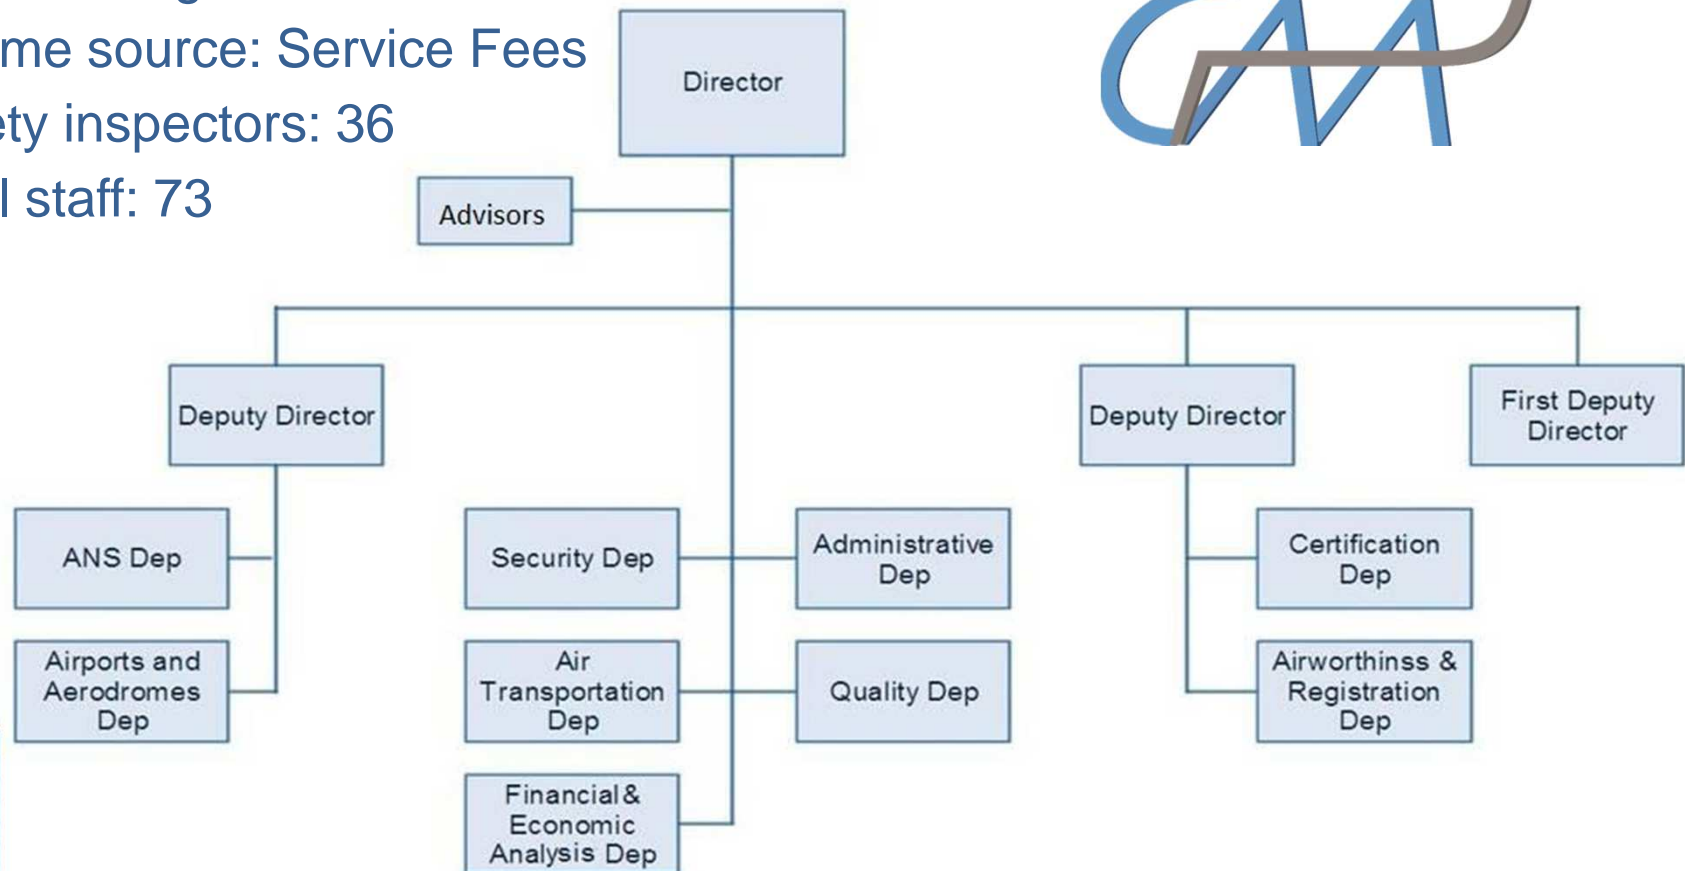 me source: Service Fees
ety inspectors: 36
l staff: 73
CAA
Director
Advisors
Deputy Director
Deputy Director
First Deputy
Director
ANS Dep
Security Dep
Administrative
Dep
Certification
Dep
Airports and
Aerodromes
Dep
Air
Transportation
Dep
Quality Dep
Airworthinss &
Registration
Dep
Financial &
Economic
Analysis Dep